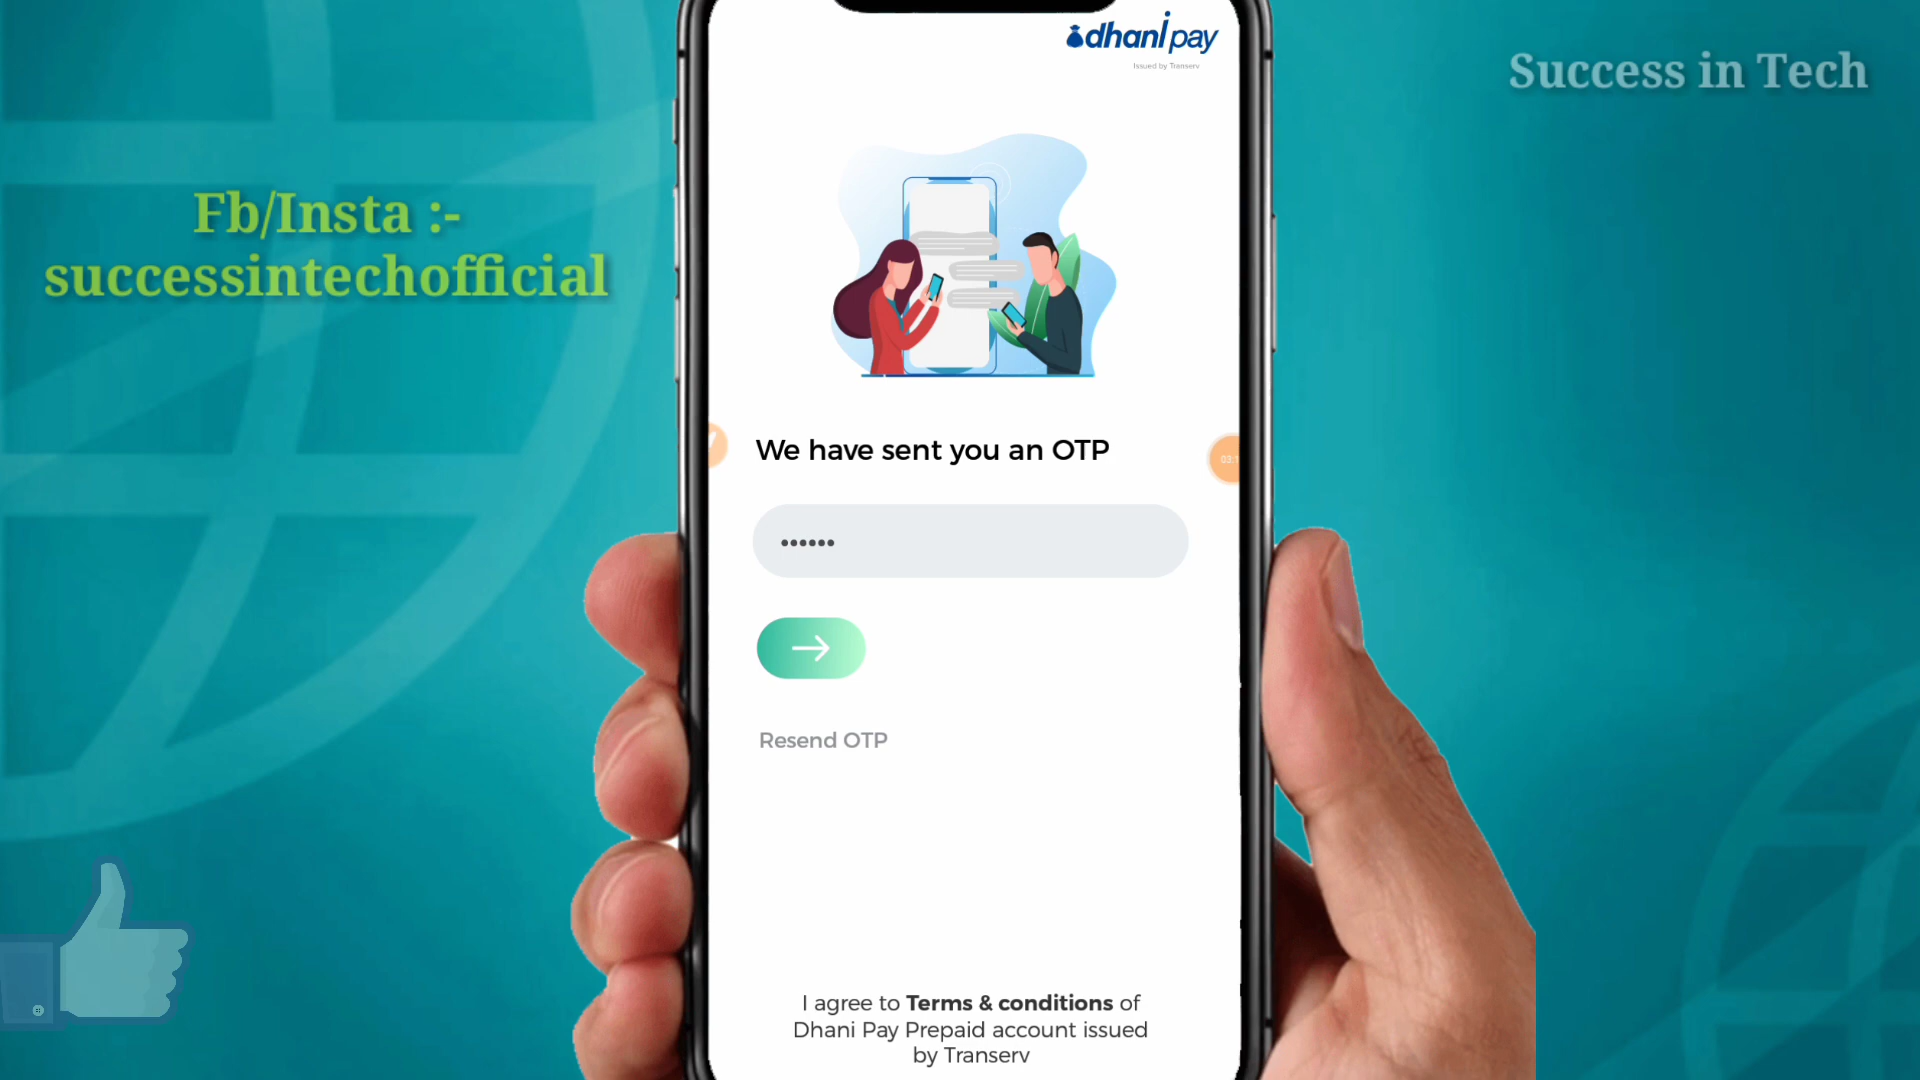 dhani pay
Issued by Transerv
Success in Tech
Fb/Insta :-
successintechofficial
We have sent you an OTP
••••••
Resend OTP
I agree to Terms & conditions of
Dhani Pay Prepaid account issued
by Transerv